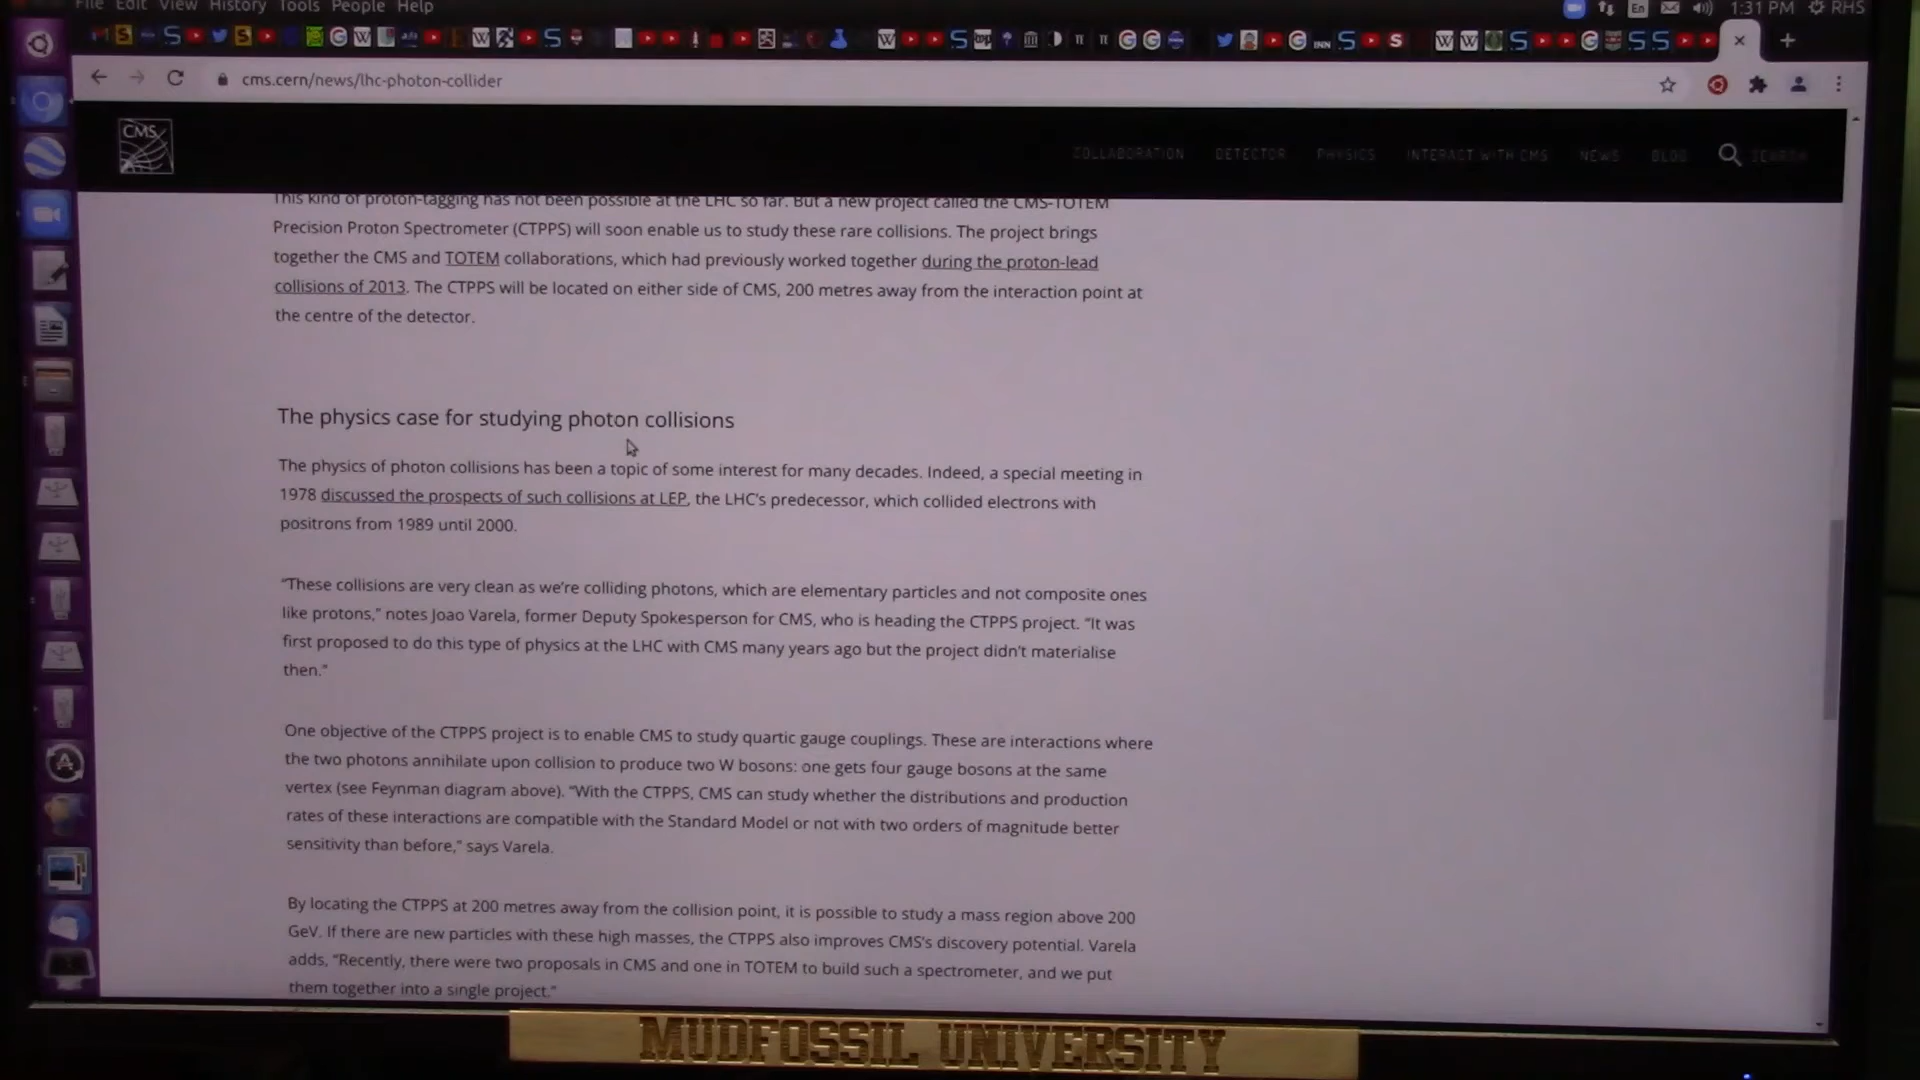 File Edit View History Tools People Help
En 1:31 PM RHS
cms.cern/news/lhc-photon-collider
CMS
COLLABORATION DETECTOR PHYSICS INTERACT WITH CMS NEWS BLOG SEARCH
This kind of proton-tagging has not been possible at the LHC so far. But a new project called the CMS-TOTEM
Precision Proton Spectrometer (CTPPS) will soon enable us to study these rare collisions. The project brings
together the CMS and TOTEM collaborations, which had previously worked together during the proton-lead
collisions of 2013. The CTPPS will be located on either side of CMS, 200 metres away from the interaction point at
the centre of the detector.
The physics case for studying photon collisions
The physics of photon collisions has been a topic of some interest for many decades. Indeed, a special meeting in
1978 discussed the prospects of such collisions at LEP, the LHC's predecessor, which collided electrons with
positrons from 1989 until 2000.
"These collisions are very clean as we're colliding photons, which are elementary particles and not composite ones
like protons," notes Joao Varela, former Deputy Spokesperson for CMS, who is heading the CTPPS project. "It was
first proposed to do this type of physics at the LHC with CMS many years ago but the project didn't materialise
then."
One objective of the CTPPS project is to enable CMS to study quartic gauge couplings. These are interactions where
the two photons annihilate upon collision to produce two W bosons: one gets four gauge bosons at the same
vertex (see Feynman diagram above). "With the CTPPS, CMS can study whether the distributions and production
rates of these interactions are compatible with the Standard Model or not with two orders of magnitude better
sensitivity than before," says Varela.
By locating the CTPPS at 200 metres away from the collision point, it is possible to study a mass region above 200
GeV. If there are new particles with these high masses, the CTPPS also improves CMS's discovery potential. Varela
adds, "Recently, there were two proposals in CMS and one in TOTEM to build such a spectrometer, and we put
them together into a single project."
MUDFOSSIL UNIVERSITY